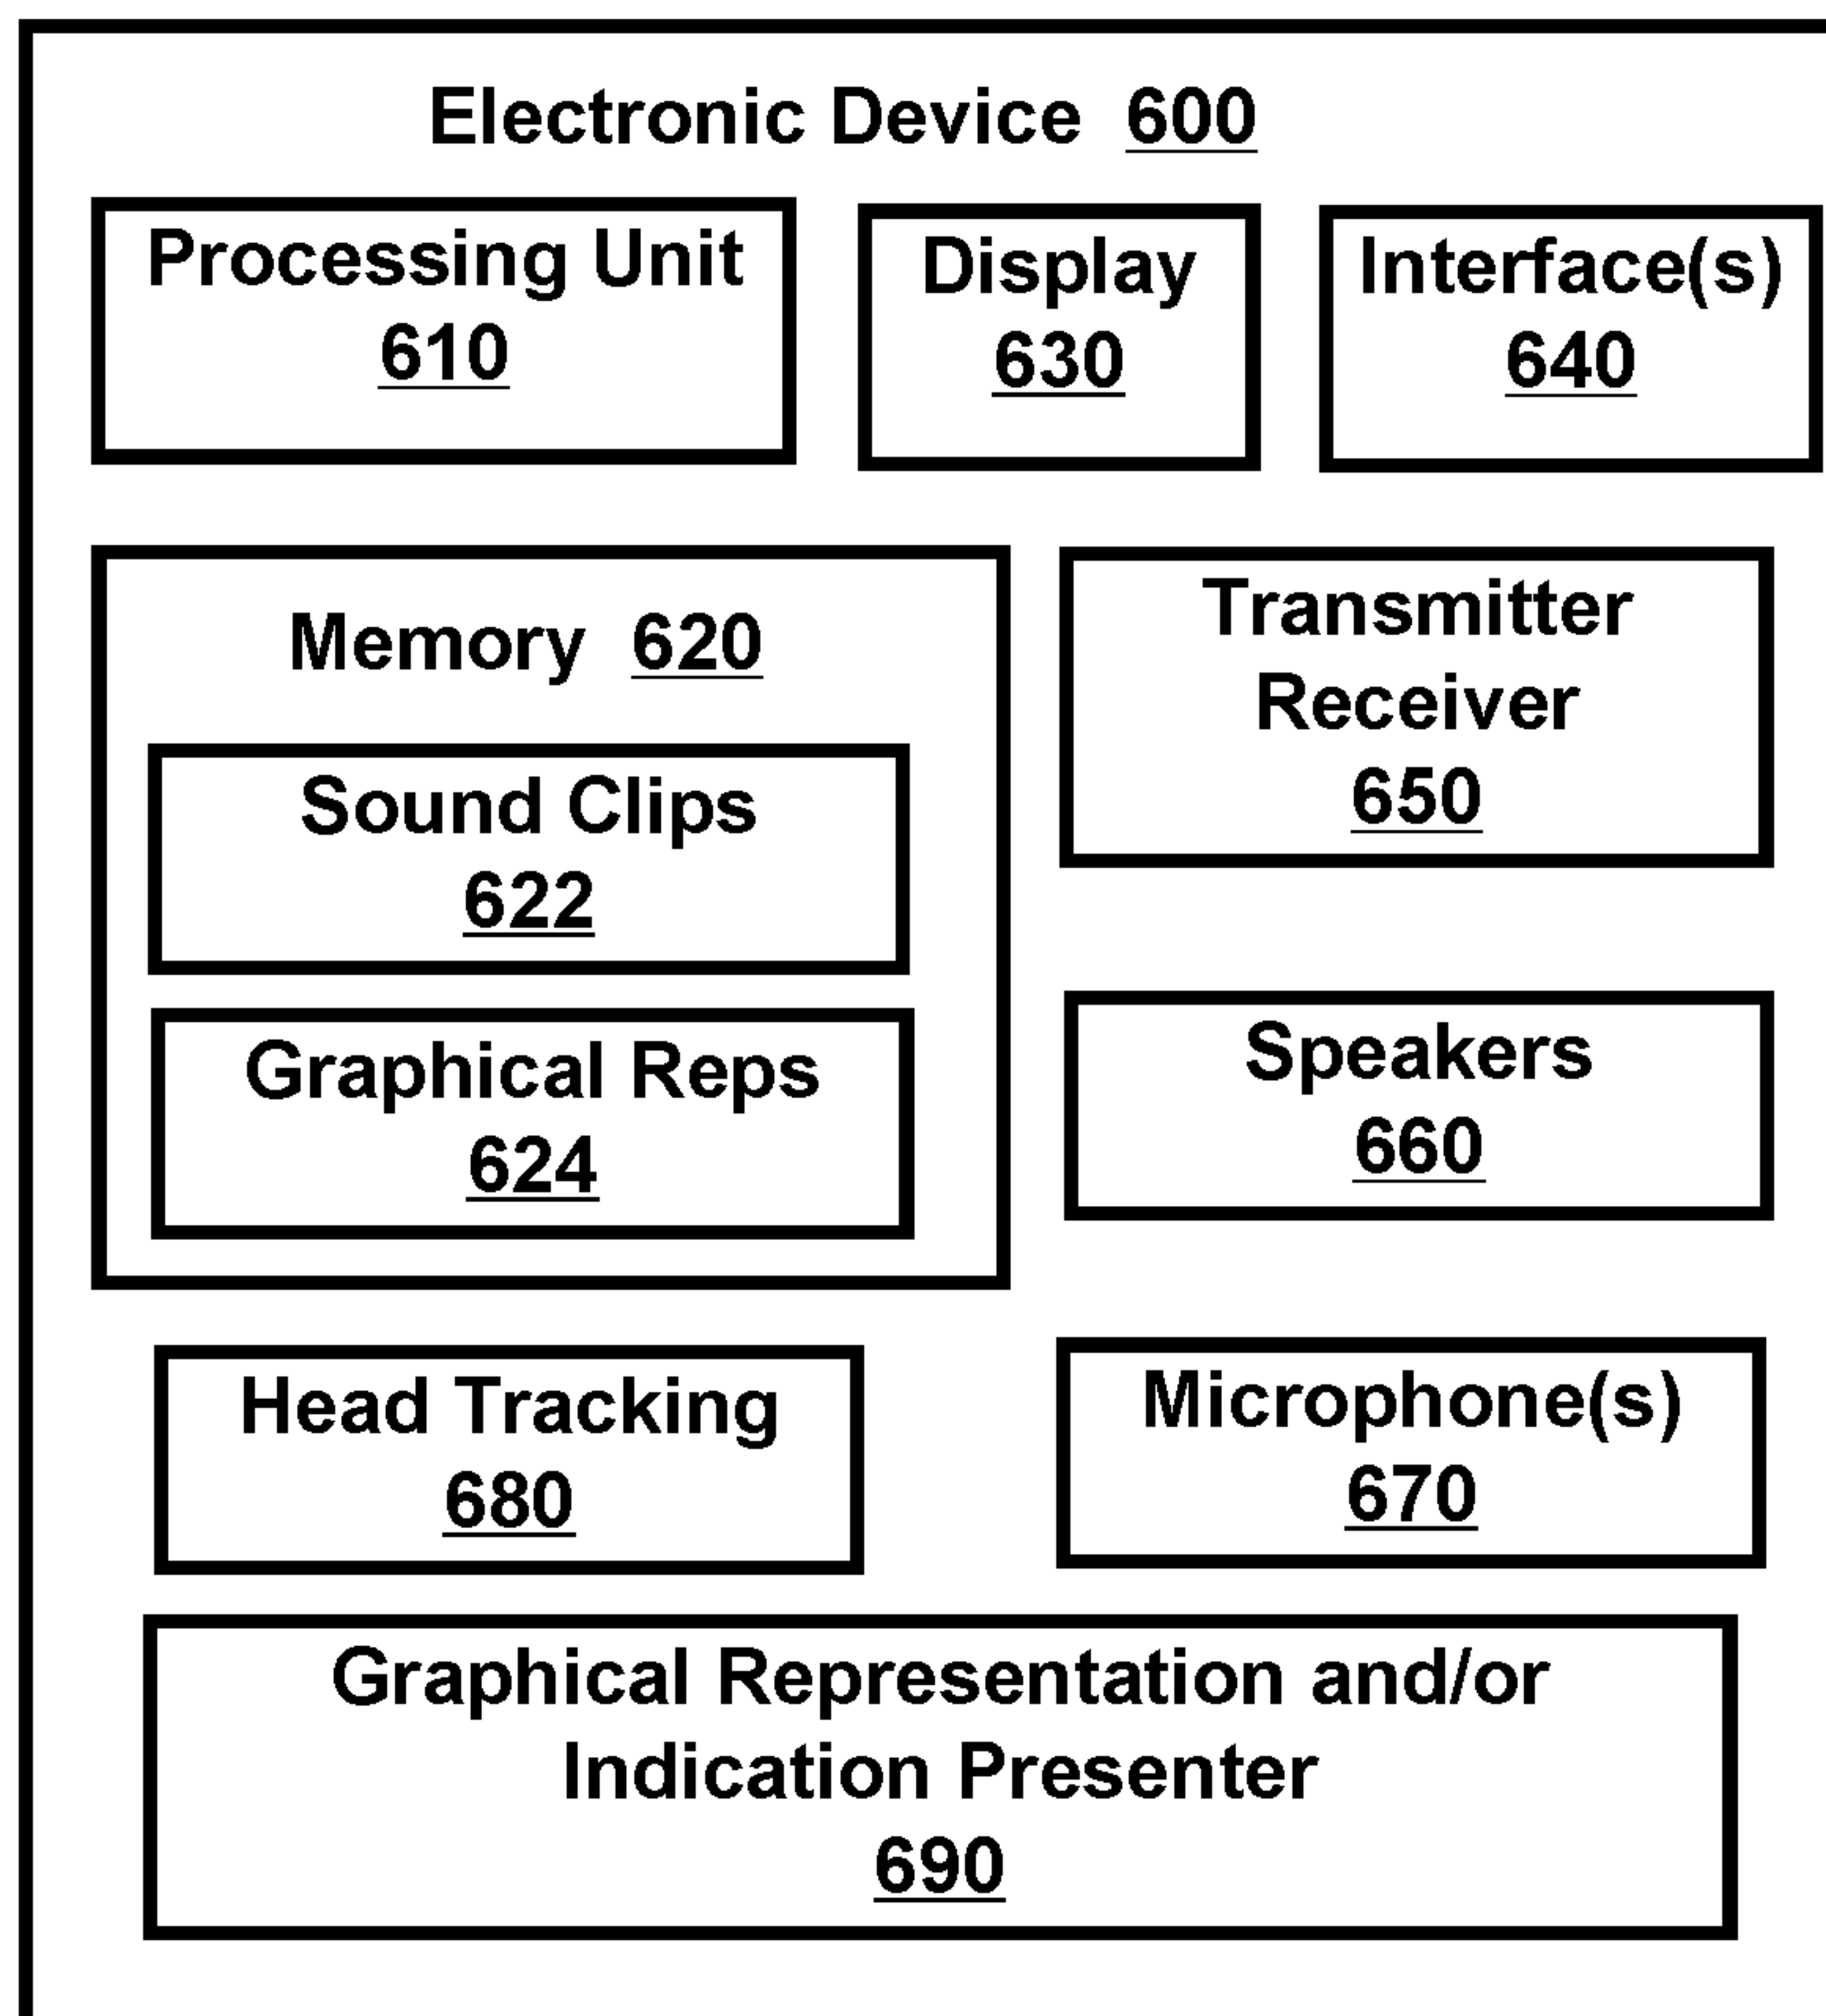 Electronic Device 600
Processing Unit
610
Display
630
Interface(s)
640
Memory 620
Sound Clips
622
Graphical Reps
624
Transmitter
Receiver
650
Speakers
660
Head Tracking
680
Microphone(s)
670
Graphical Representation and/or
Indication Presenter
690